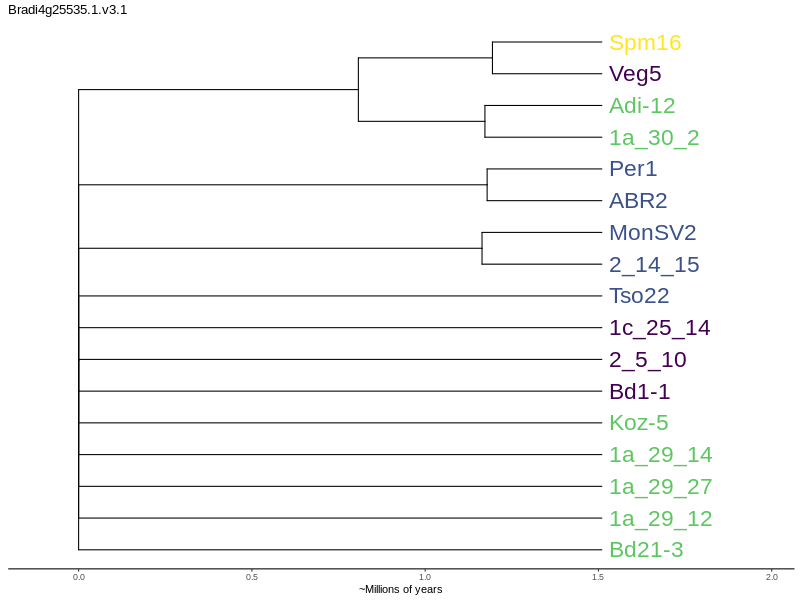 Bradi4g25535.1.v3.1
Spm16
Veg5
Adi-12
1a_30_2
Per1
ABR2
MonSV2
2_14_15
Tso22
1c_25_14
2_5_10
Bd1-1
Koz-5
1a_29_14
1a_29_27
1a_29_12
Bd21-3
0.0 0.5 1.0 1.5 2.0
~Millions of years